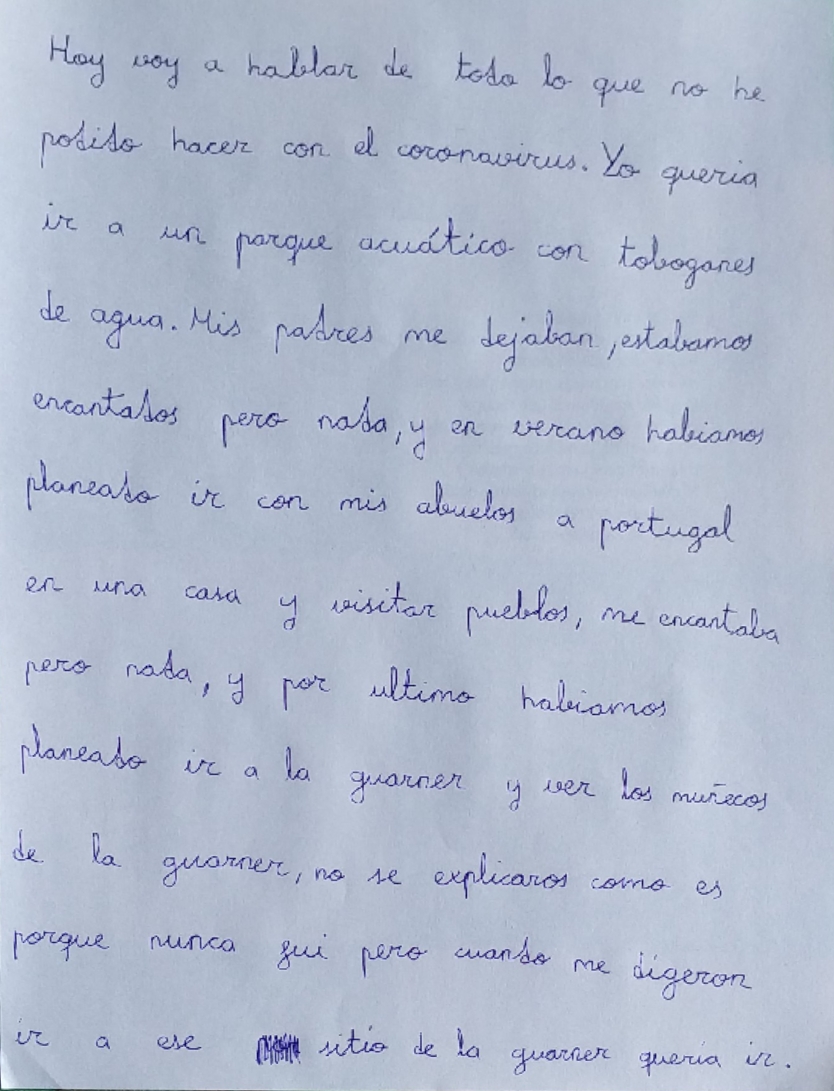 Hoy voy a hablar de todo lo que no he
podido hacer con el coronavirus. Yo queria
ir a un parque acuático con toboganes
de agua. Mis padres me dejaban, estabamos
encantados pero nada, y en verano habiamos
planeado ir con mis abuelos a portugal
en una casa y visitar pueblos, me encantaba
pero nada, y por ultimo habiamos
planeado ir a la guarner y ver los muñecos
de la guarner, no se explicaros como es
porque nunca fui pero cuando me digeron
ir a ese sitio de la guarner queria ir.